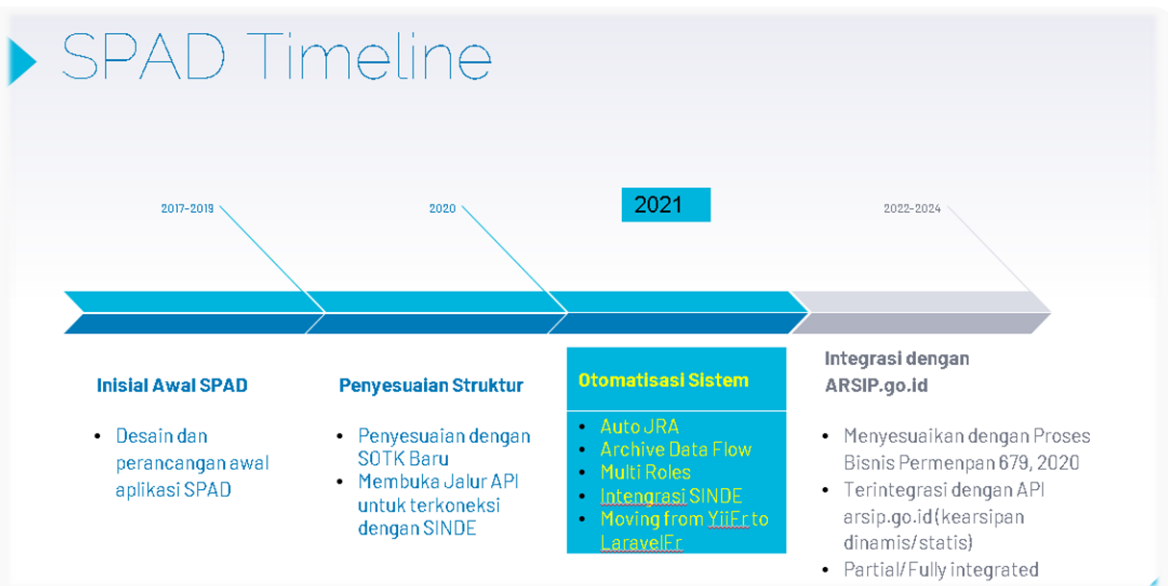 SPAD Timeline
2017-2019
2020
2021
2022-2024
Inisial Awal SPAD
• Desain dan
perancangan awal
aplikasi SPAD
Penyesuaian Struktur
• Penyesuaian dengan
SOTK Baru
• Membuka Jalur API
untuk terkoneksi
dengan SINDE
Otomatisasi Sistem
• Auto JRA
• Archive Data Flow
• Multi Roles
• Intengrasi SINDE
• Moving from YiiFr to
LaravelFr
Integrasi dengan
ARSIP.go.id
• Menyesuaikan dengan Proses
Bisnis Permenpan 679, 2020
• Terintegrasi dengan API
arsip.go.id (kearsipan
dinamis/statis)
• Partial/Fully integrated